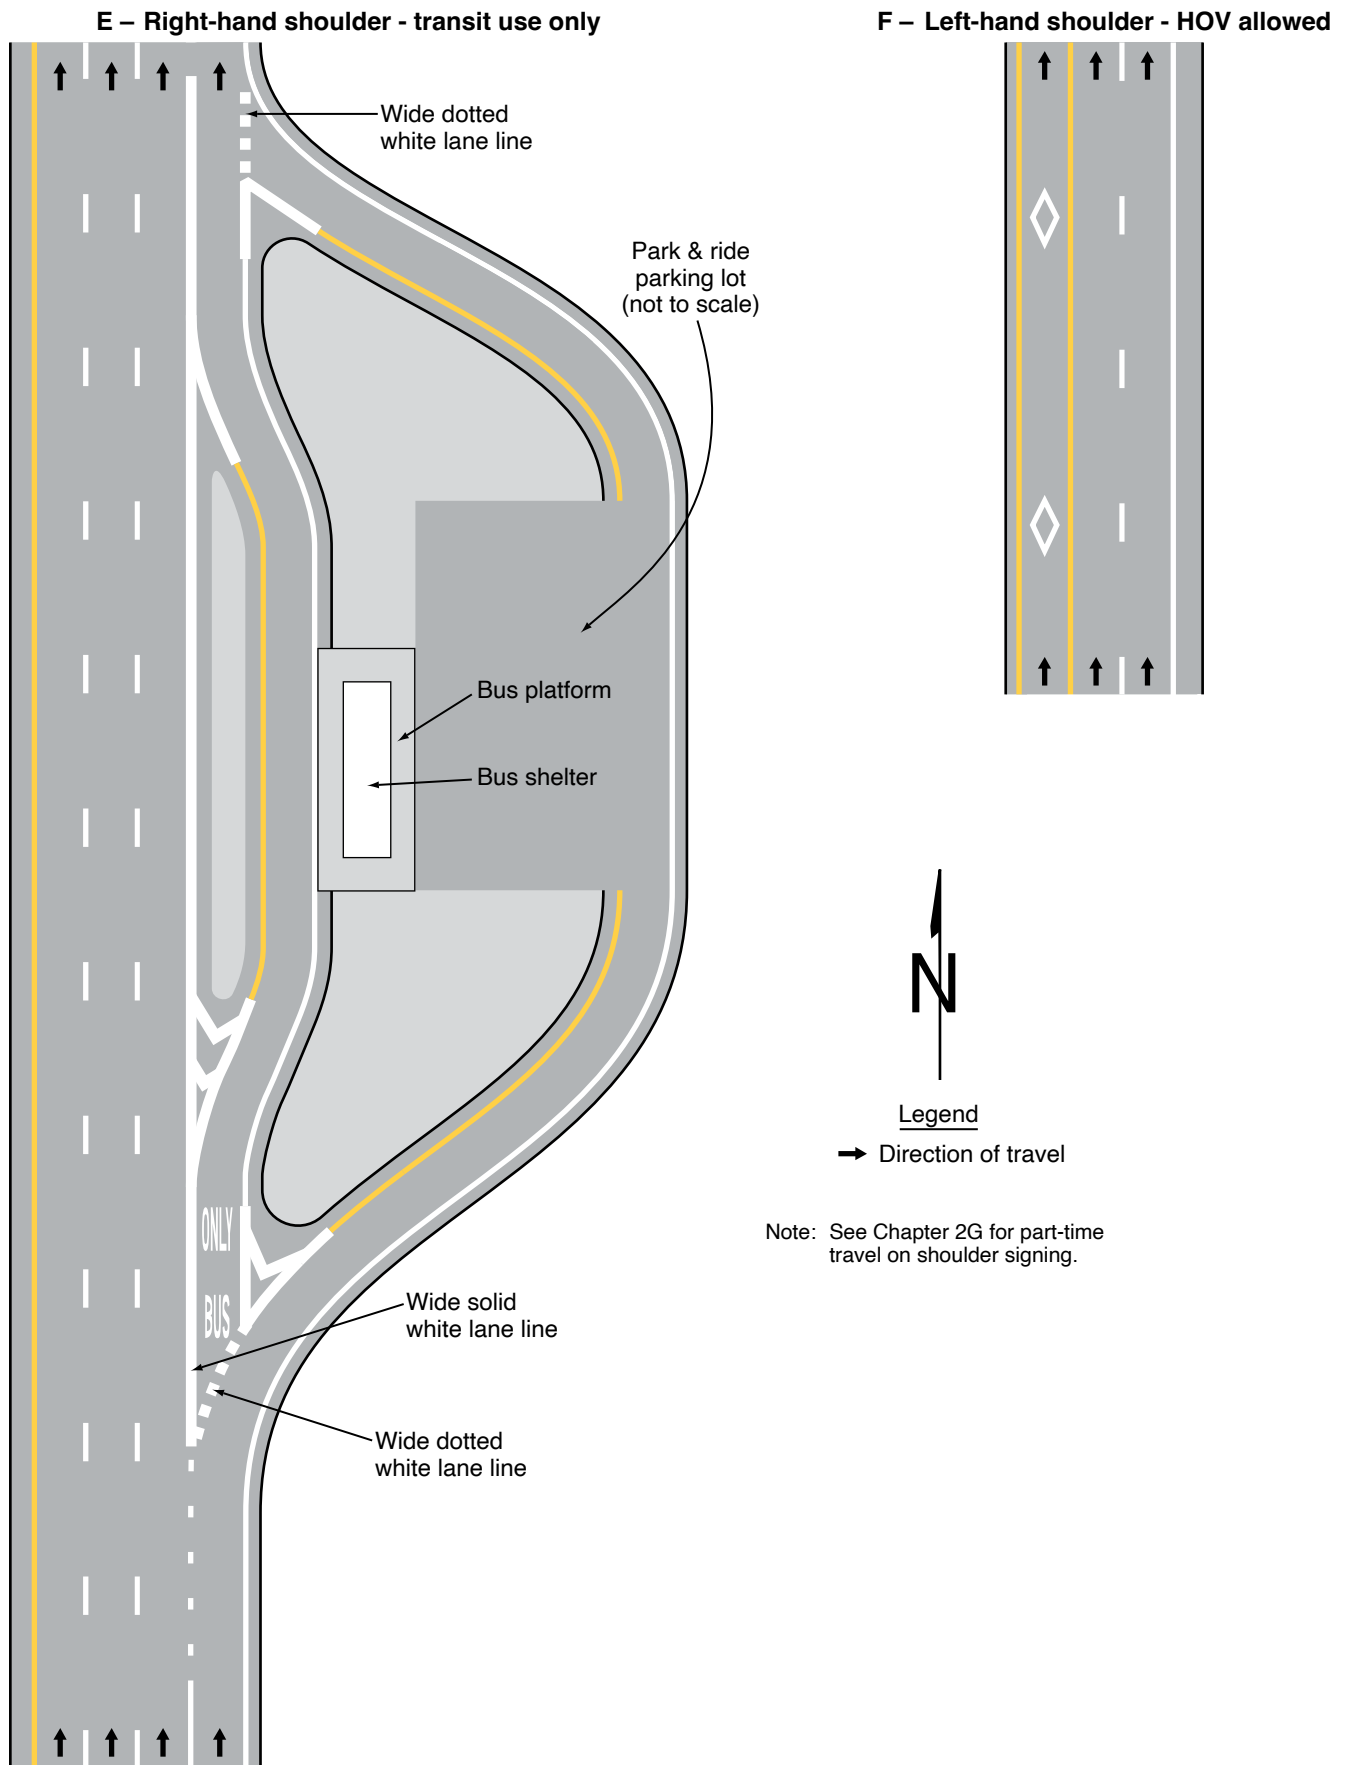 E – Right-hand shoulder - transit use only
F – Left-hand shoulder - HOV allowed
Wide dotted
white lane line
Park & ride
parking lot
(not to scale)
Bus platform
Bus shelter
N
Legend
Direction of travel
Note: See Chapter 2G for part-time
travel on shoulder signing.
ONLY
BUS
Wide solid
white lane line
Wide dotted
white lane line